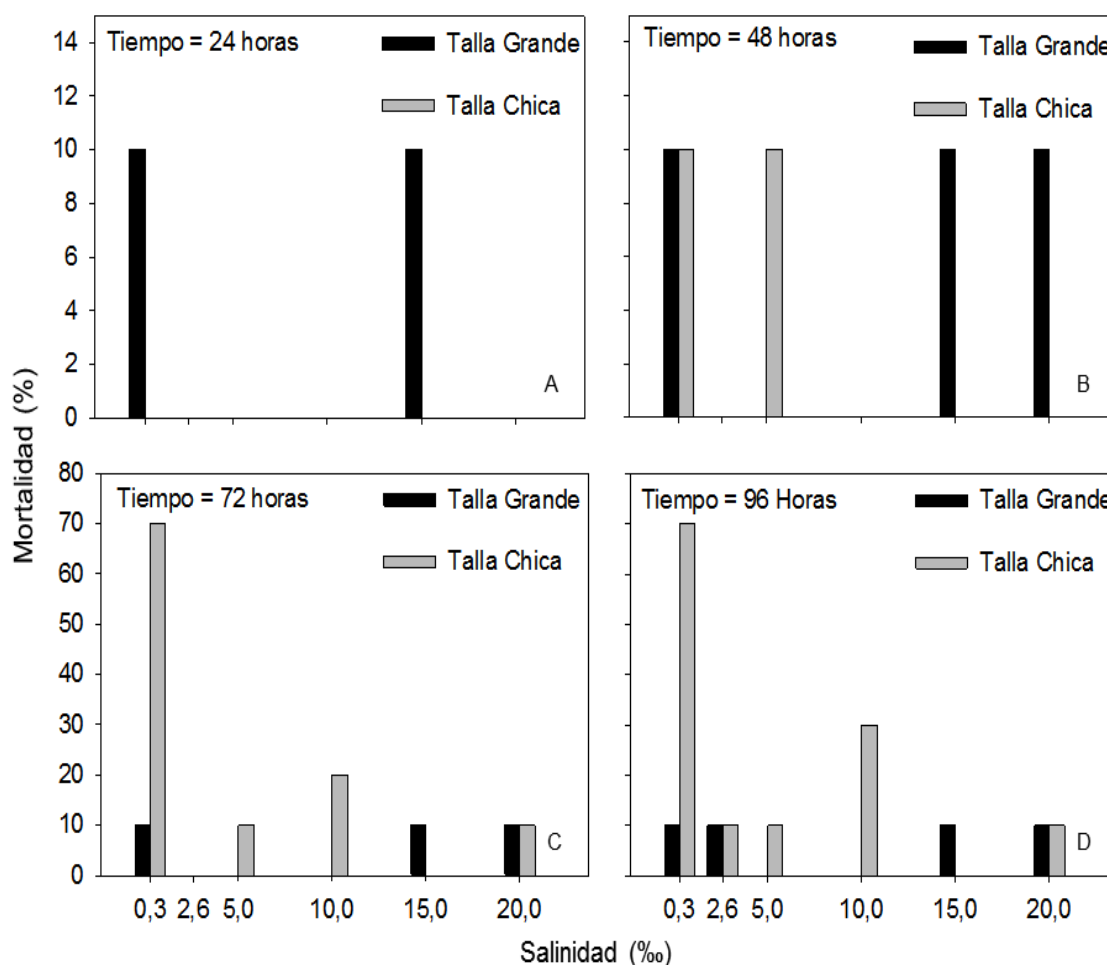 Tiempo = 24 horas
Talla Grande
Talla Chica
14
12
10
8
6
4
2
0
A
Tiempo = 48 horas
Talla Grande
Talla Chica
B
Mortalidad (%)
Tiempo = 72 horas
Talla Grande
Talla Chica
80
70
60
50
40
30
20
10
0
C
0,3 2,6 5,0 10,0 15,0 20,0
Tiempo = 96 Horas
Talla Grande
Talla Chica
D
0,3 2,6 5,0 10,0 15,0 20,0
Salinidad (‰)